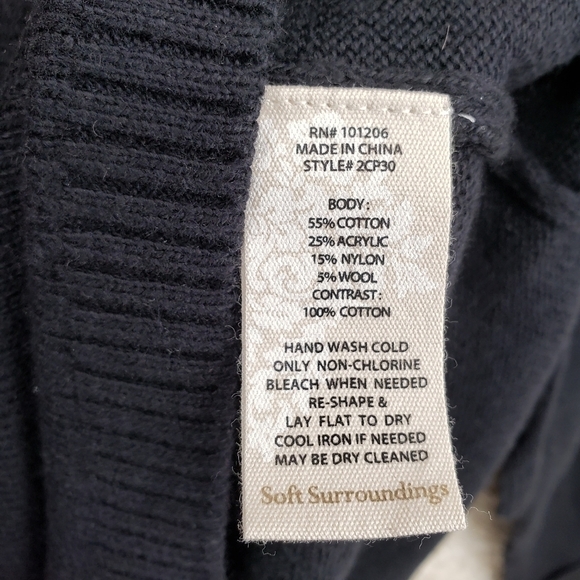 RN# 101206
MADE IN CHINA
STYLE# 2CP30
BODY:
55% COTTON
25% ACRYLIC
15% NYLON
5% WOOL
CONTRAST:
100% COTTON
HAND WASH COLD
ONLY NON-CHLORINE
BLEACH WHEN NEEDED
RE-SHAPE &
LAY FLAT TO DRY
COOL IRON IF NEEDED
MAY BE DRY CLEANED
Soft Surroundings